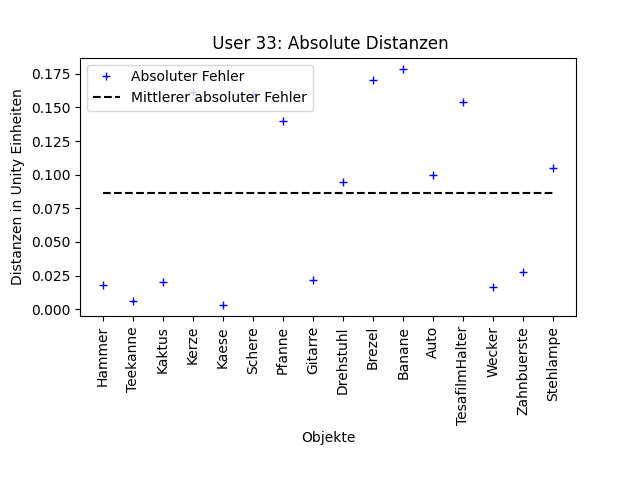 User 33: Absolute Distanzen
Absoluter Fehler
Mittlerer absoluter Fehler
Distanzen in Unity Einheiten
0.175
0.150
0.125
0.100
0.075
0.050
0.025
0.000
Hammer
Teekanne
Kaktus
Kerze
Kaese
Schere
Pfanne
Gitarre
Drehstuhl
Brezel
Banane
Auto
TesafilmHalter
Wecker
Zahnbuerste
Stehlampe
Objekte